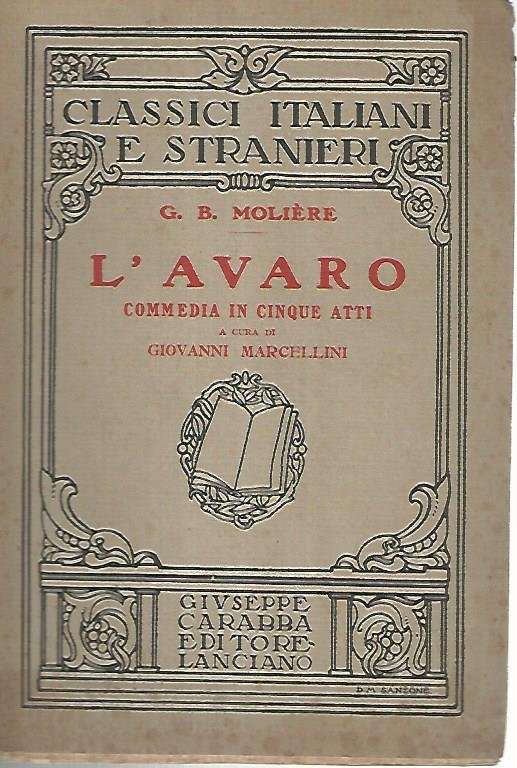 CLASSICI ITALIANI
E STRANIERI
G. B. MOLIÈRE
L'AVARO
COMMEDIA IN CINQUE ATTI
A CURA DI
GIOVANNI MARCELLINI
GIVSEPPE
CARABBA
EDITORE-
LANCIANO
D. M. SANZONE.